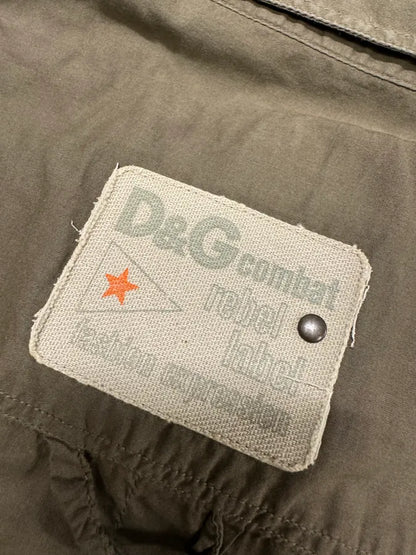 D&G combat
rebel
label
fashion expression